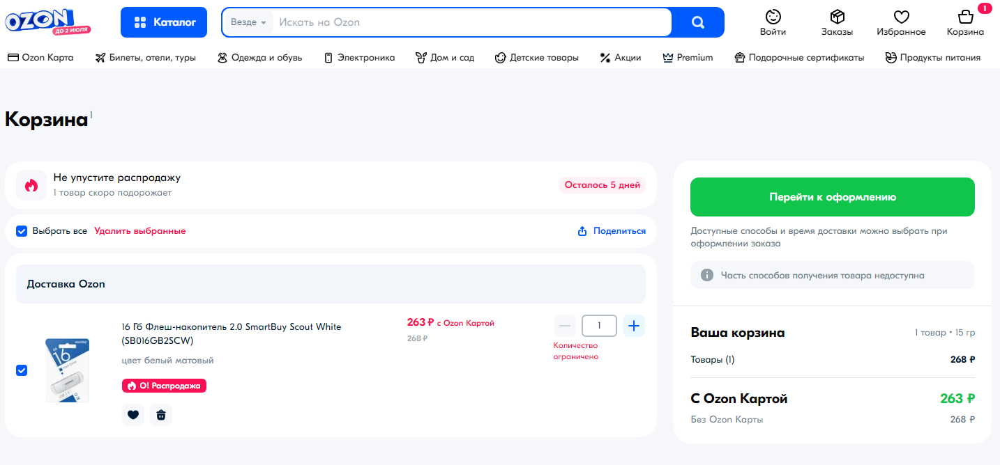 OZON
ДО 2 ИЮЛЯ
Каталог
Везде
Искать на Ozon
Войти
Заказы
Избранное
1
Корзина
Ozon Карта
Билеты, отели, туры
Одежда и обувь
Электроника
Дом и сад
Детские товары
Акции
Premium
Подарочные сертификаты
Продукты питания
Корзина 1
Не упустите распродажу
1 товар скоро подорожает
Осталось 5 дней
Выбрать все
Удалить выбранные
Поделиться
Доставка Ozon
16
16 Гб Флеш-накопитель 2.0 SmartBuy Scout White
(SB016GB2SCW)
цвет белый матовый
О! Распродажа
263 ₽ с Ozon Картой
268 ₽
1
Количество
ограничено
Перейти к оформлению
Доступные способы и время доставки можно выбрать при
оформлении заказа
Часть способов получения товара недоступна
Ваша корзина
1 товар • 15 гр
Товары (1)
268 ₽
С Ozon Картой
263 ₽
Без Ozon Карты
268 ₽